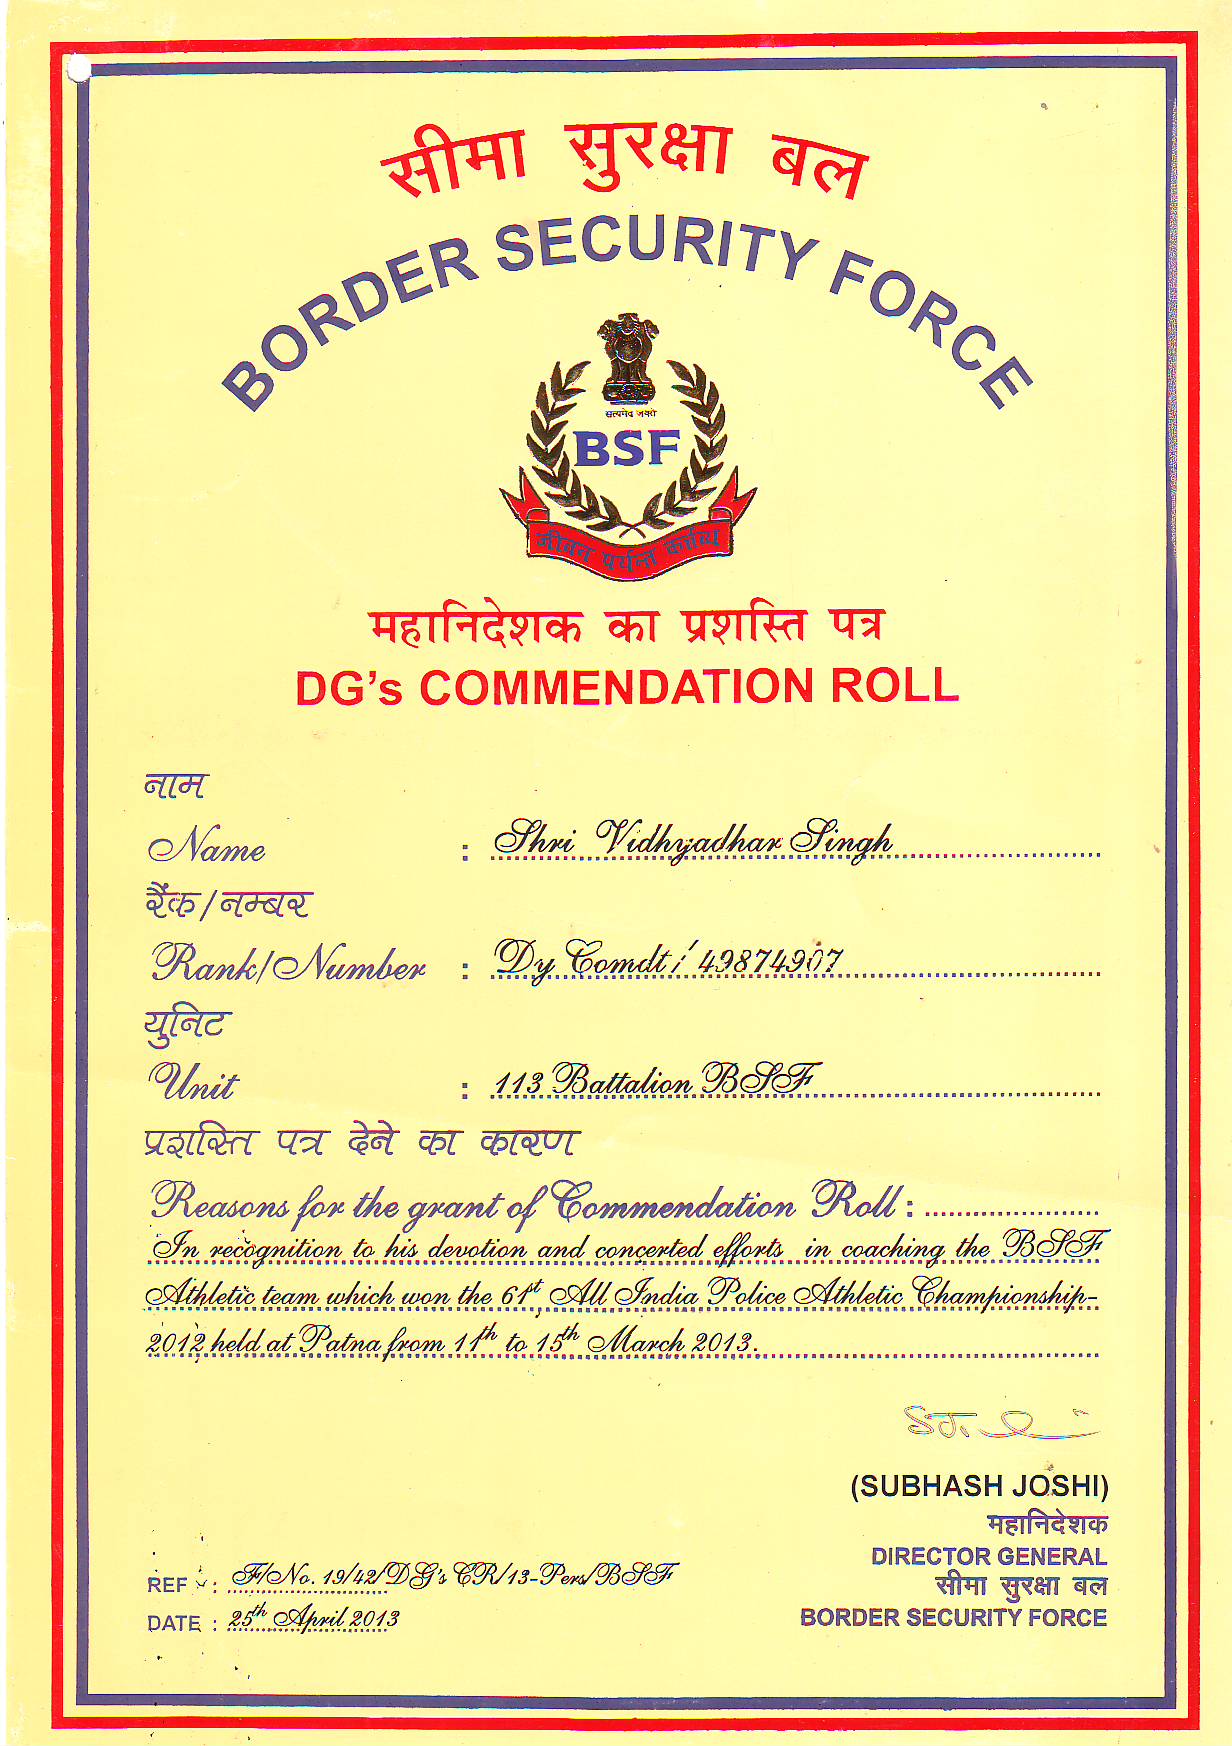 सीमा सुरक्षा बल
BORDER SECURITY FORCE
सत्यमेव जयते
BSF
जीवन पर्यन्त कर्तव्य
महानिदेशक का प्रशस्ति पत्र
DG's COMMENDATION ROLL
नाम
Name : Shri Vidhyadhar Singh
रैंक/नम्बर
Rank/Number : Dy Comdt / 49874907
युनिट
Unit : 113 Battalion BSF
प्रशस्ति पत्र देने का कारण
Reasons for the grant of Commendation Roll :
In recognition to his devotion and concerted efforts in coaching the BSF
Athletic team which won the 61st All India Police Athletic Championship-
2012 held at Patna from 11th to 15th March 2013.
(SUBHASH JOSHI)
महानिदेशक
DIRECTOR GENERAL
सीमा सुरक्षा बल
BORDER SECURITY FORCE
REF : F/No. 19/42/DG's CR/13-Pers/BSF
DATE : 25th April 2013